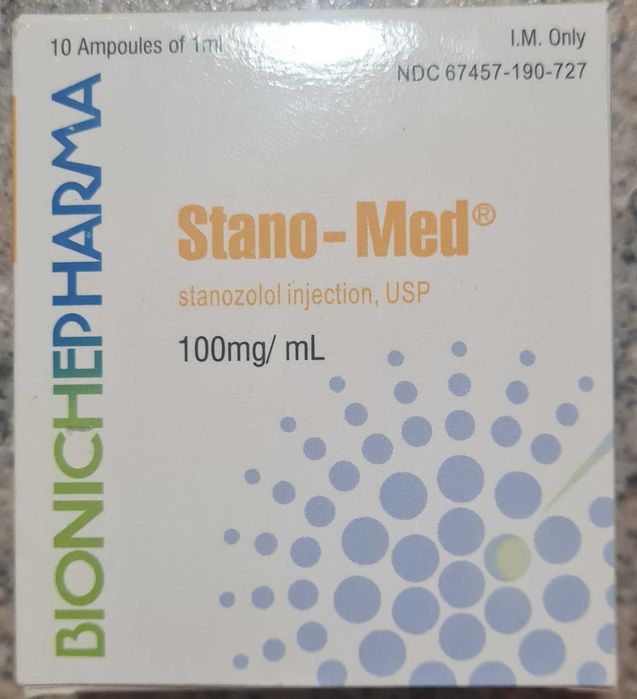 10 Ampoules of 1ml
I.M. Only
NDC 67457-190-727
BIONICHEPHARMA
Stano-Med®
stanozolol injection, USP
100mg/ mL